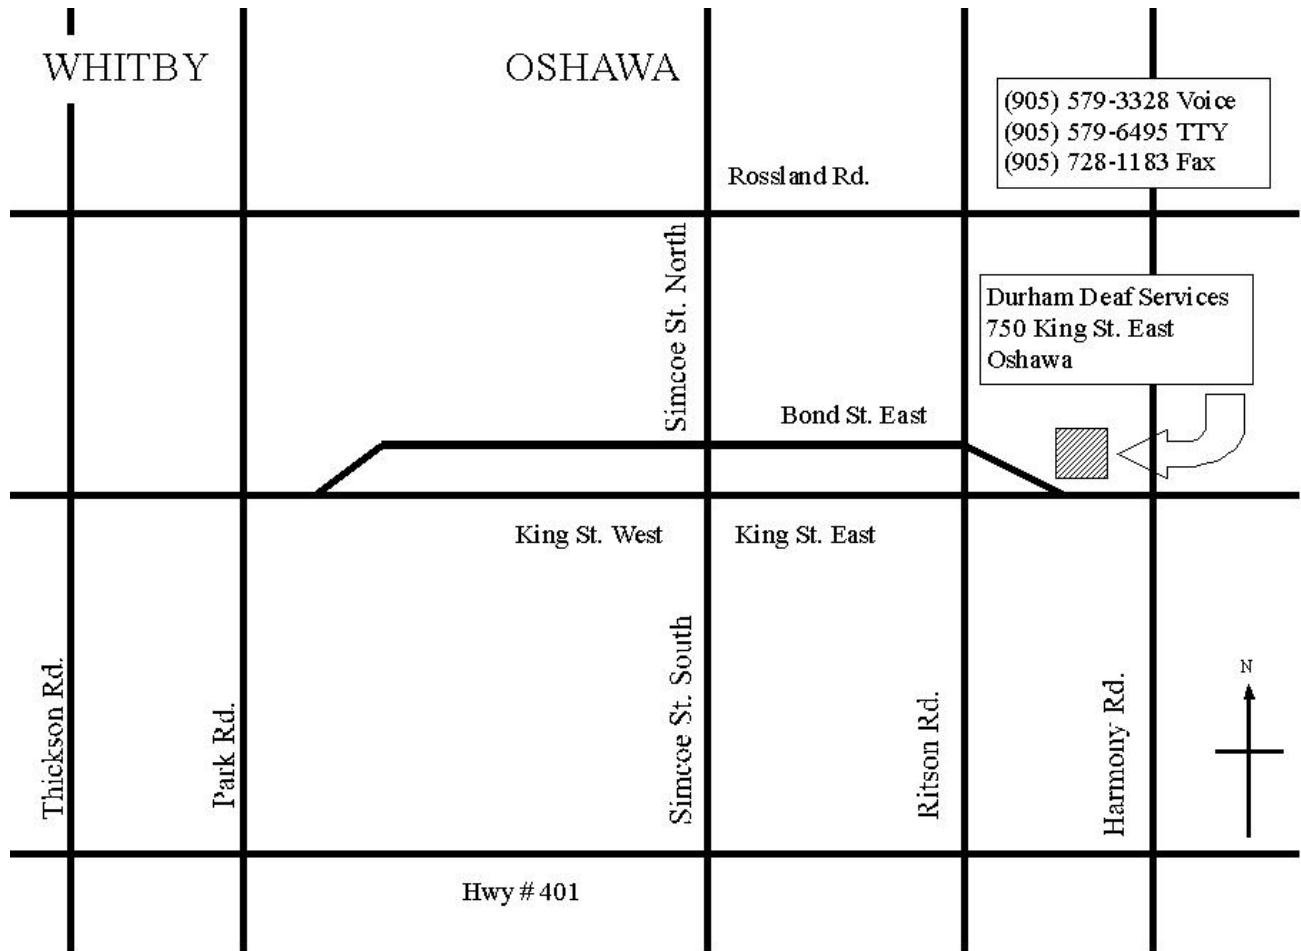 WHITBY
OSHAWA
(905) 579-3328 Voice
(905) 579-6495 TTY
(905) 728-1183 Fax
Rossland Rd.
Simcoe St. North
Durham Deaf Services
750 King St. East
Oshawa
Bond St. East
King St. West
King St. East
Thickson Rd.
Park Rd.
Simcoe St. South
Ritson Rd.
Harmony Rd.
N
Hwy # 401